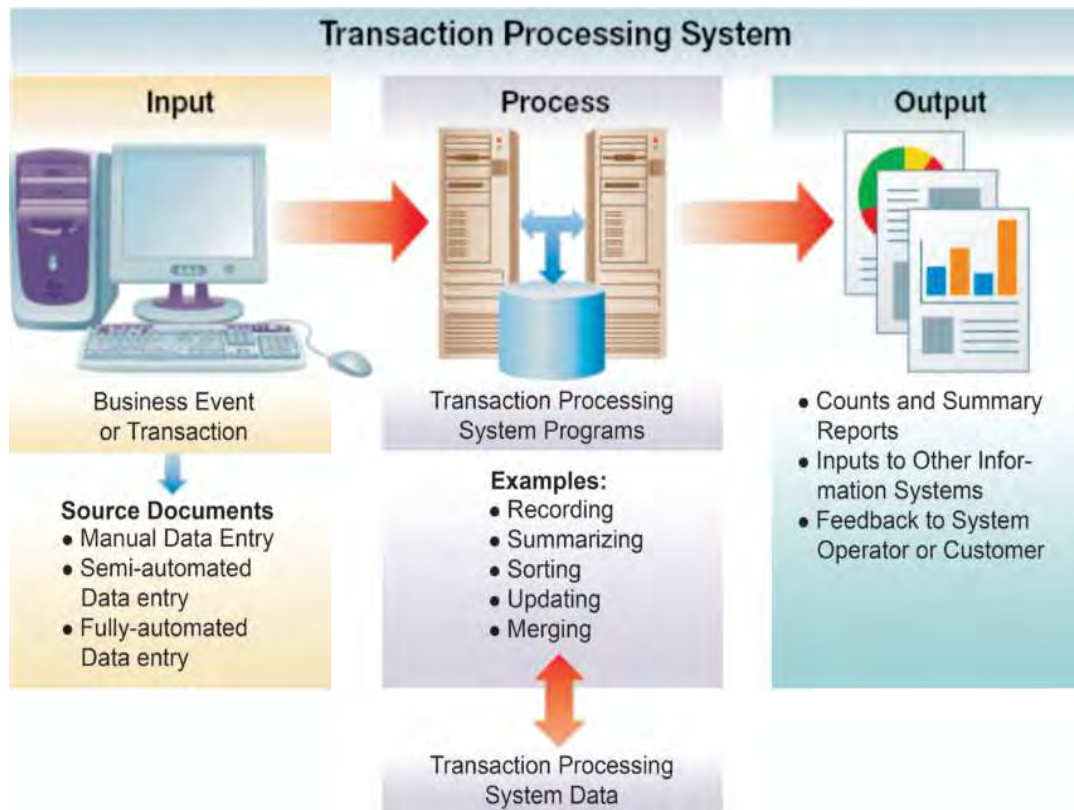 Transaction Processing System
Input
Business Event
or Transaction
Source Documents
● Manual Data Entry
● Semi-automated
Data entry
● Fully-automated
Data entry
Process
Transaction Processing
System Programs
Examples:
● Recording
● Summarizing
● Sorting
● Updating
● Merging
Transaction Processing
System Data
Output
● Counts and Summary
Reports
● Inputs to Other Infor-
mation Systems
● Feedback to System
Operator or Customer